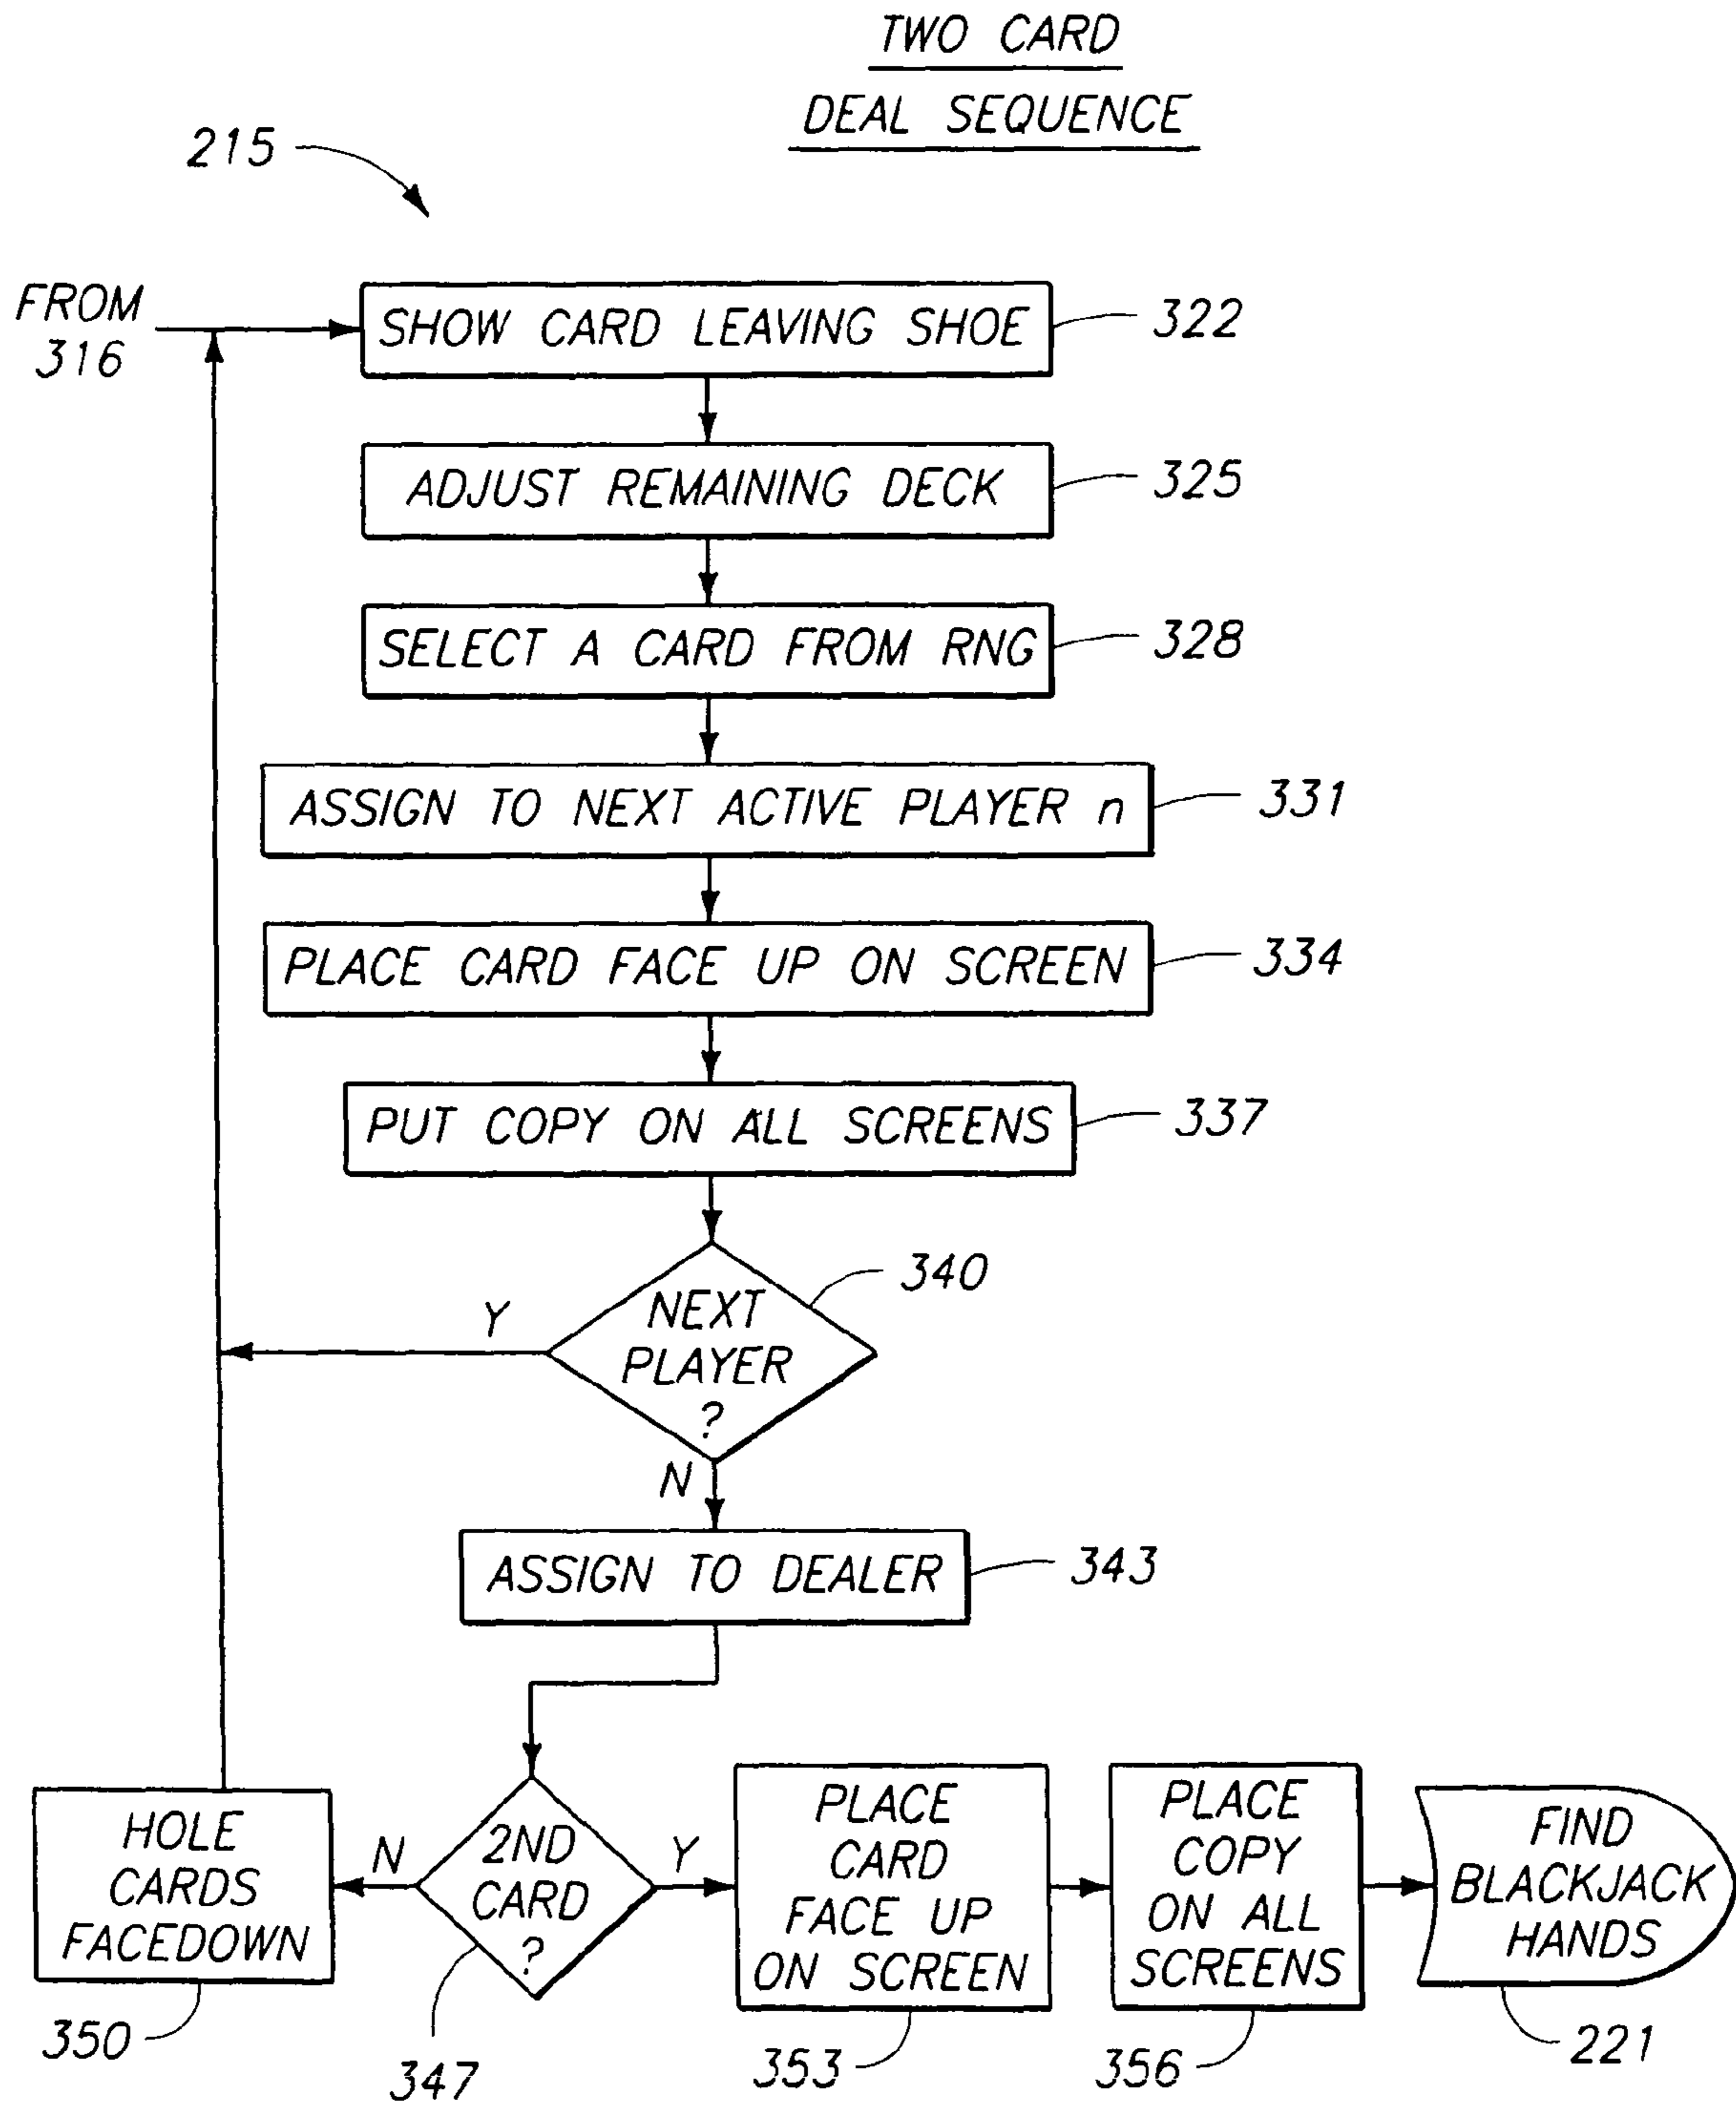 TWO CARD
DEAL SEQUENCE
215
FROM
316
SHOW CARD LEAVING SHOE
322
ADJUST REMAINING DECK
325
SELECT A CARD FROM RNG
328
ASSIGN TO NEXT ACTIVE PLAYER n
331
PLACE CARD FACE UP ON SCREEN
334
PUT COPY ON ALL SCREENS
337
340
NEXT
PLAYER
?
Y
N
ASSIGN TO DEALER
343
HOLE
CARDS
FACEDOWN
350
N
2ND
CARD
?
347
Y
PLACE
CARD
FACE UP
ON SCREEN
353
PLACE
COPY
ON ALL
SCREENS
356
FIND
BLACKJACK
HANDS
221